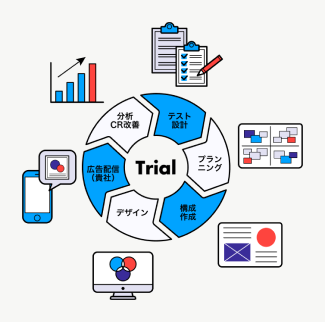 テスト
設計
プラン
ニング
構成
作成
デザイン
広告配信
(貴社)
分析
CR改善
Trial